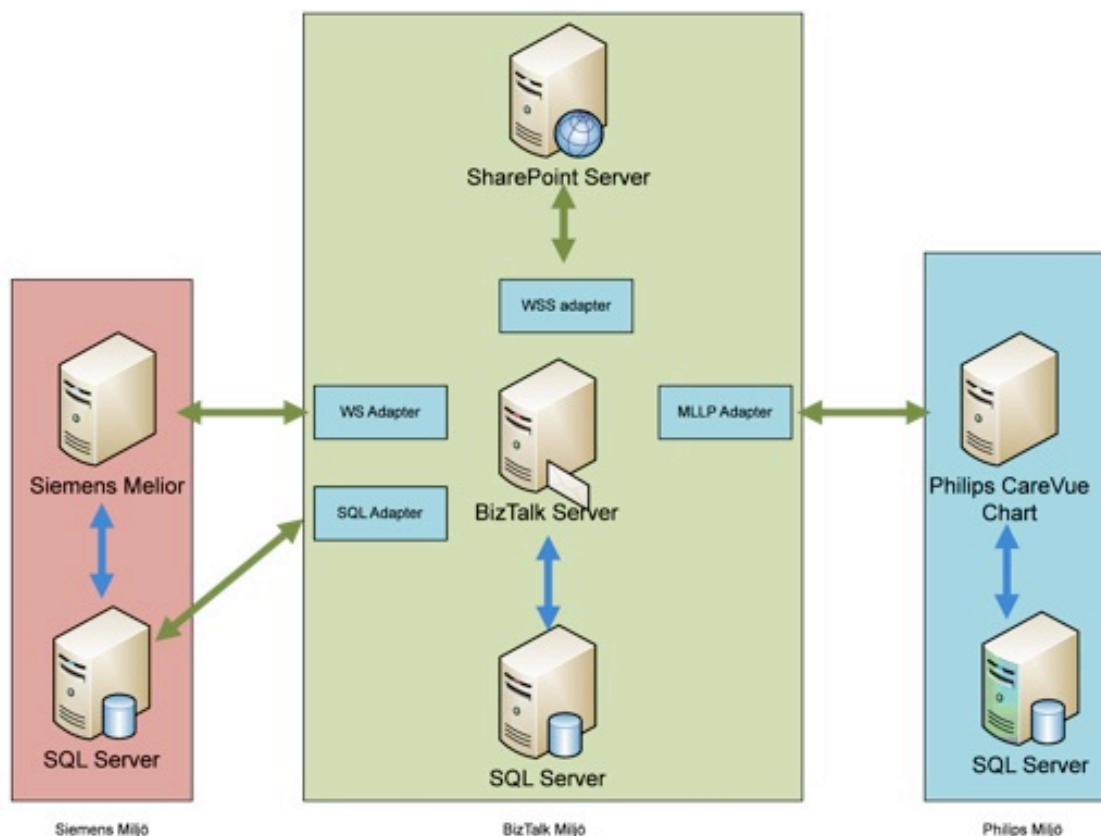 SharePoint Server
WSS adapter
WS Adapter
MLLP Adapter
Siemens Melior
SQL Adapter
BizTalk Server
Philips CareVue
Chart
SQL Server
SQL Server
SQL Server
Siemens Miljö
BizTalk Miljö
Philips Miljö